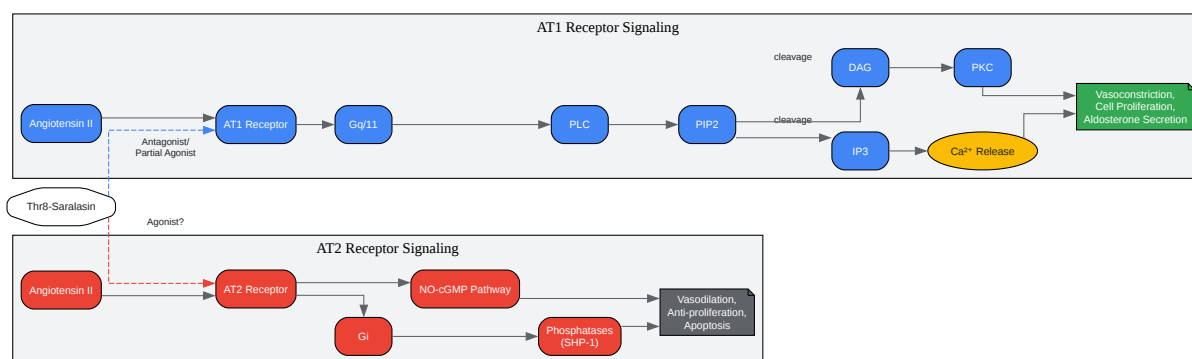 AT1 Receptor Signaling
cleavage
DAG
PKC
Vasoconstriction,
Cell Proliferation,
Aldosterone Secretion
Angiotensin II
AT1 Receptor
Gq/11
PLC
PIP2
cleavage
Antagonist/
Partial Agonist
IP3
Ca²⁺ Release
Thr8-Saralasin
Agonist?
AT2 Receptor Signaling
Angiotensin II
AT2 Receptor
NO-cGMP Pathway
Vasodilation,
Anti-proliferation,
Apoptosis
Gi
Phosphatases
(SHP-1)